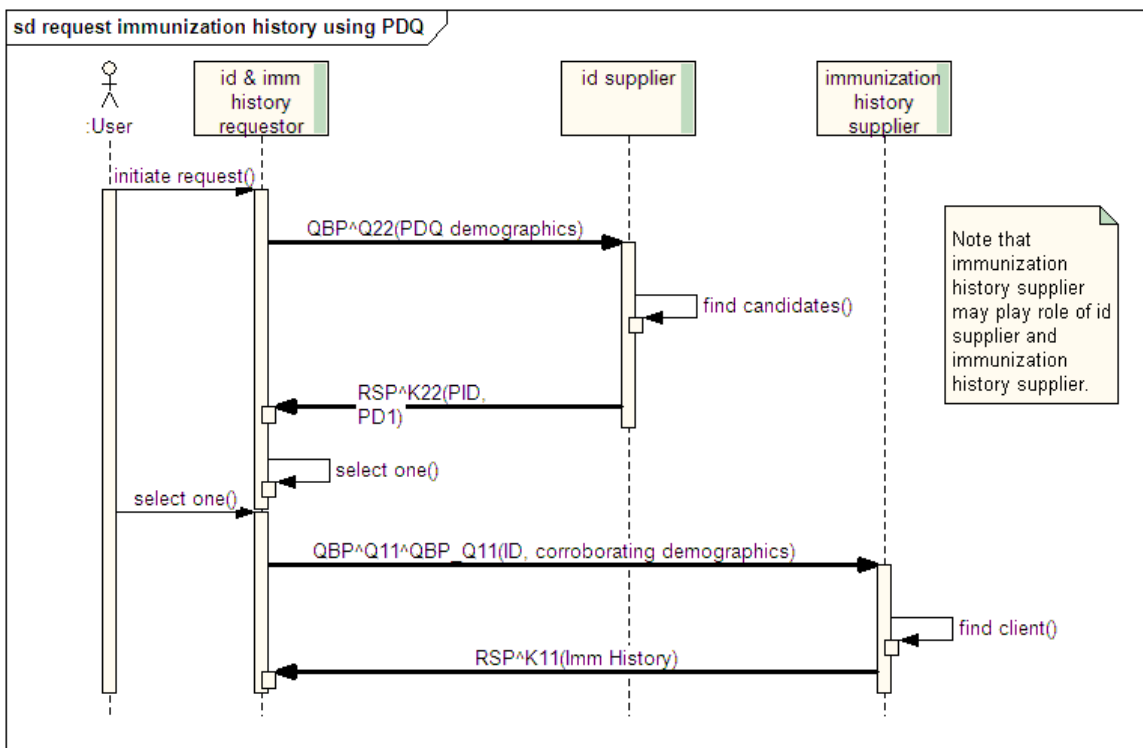 sd request immunization history using PDQ
:User
id & imm
history
requestor
id supplier
immunization
history
supplier
initiate request()
QBP^Q22(PDQ demographics)
Note that
immunization
history supplier
may play role of id
supplier and
immunization
history supplier.
find candidates()
RSP^K22(PID,
PD1)
select one()
select one()
QBP^Q11^QBP_Q11(ID, corroborating demographics)
find client()
RSP^K11(Imm History)